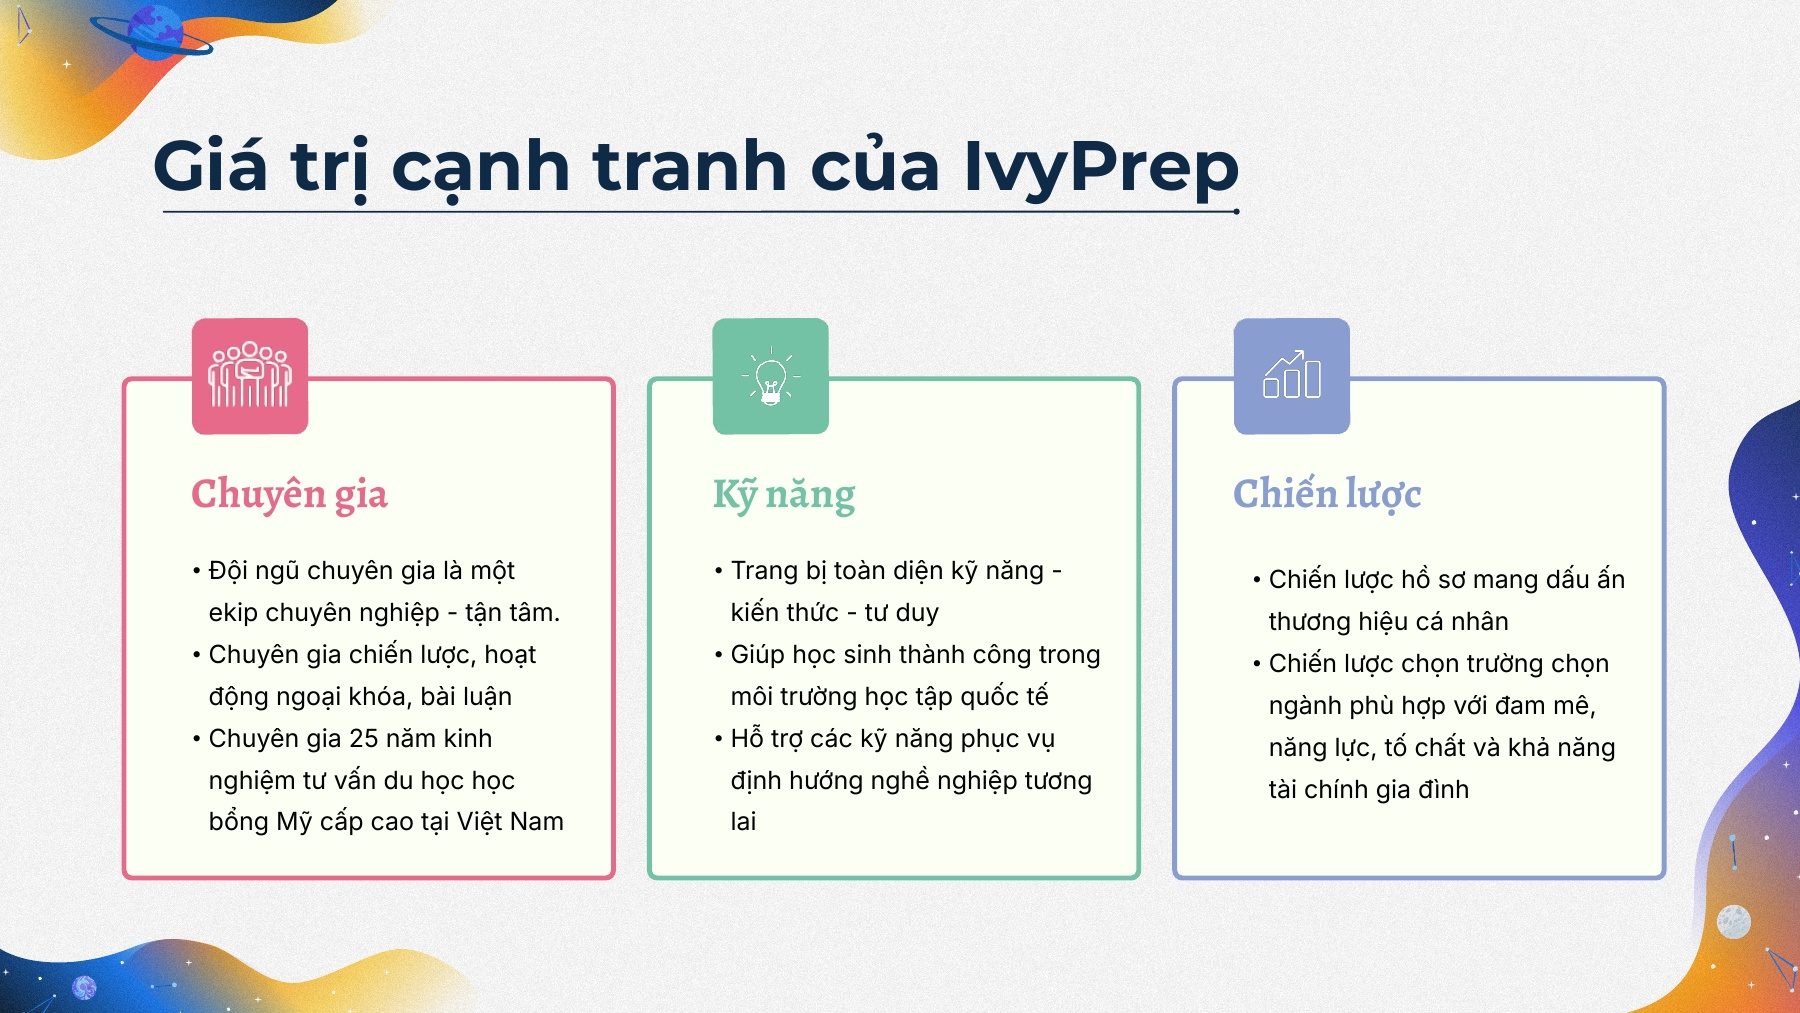 Giá trị cạnh tranh của IvyPrep
Chuyên gia
• Đội ngũ chuyên gia là một
ekip chuyên nghiệp - tận tâm.
• Chuyên gia chiến lược, hoạt
động ngoại khóa, bài luận
• Chuyên gia 25 năm kinh
nghiệm tư vấn du học học
bổng Mỹ cấp cao tại Việt Nam
Kỹ năng
• Trang bị toàn diện kỹ năng -
kiến thức - tư duy
• Giúp học sinh thành công trong
môi trường học tập quốc tế
• Hỗ trợ các kỹ năng phục vụ
định hướng nghề nghiệp tương
lai
Chiến lược
• Chiến lược hồ sơ mang dấu ấn
thương hiệu cá nhân
• Chiến lược chọn trường chọn
ngành phù hợp với đam mê,
năng lực, tố chất và khả năng
tài chính gia đình